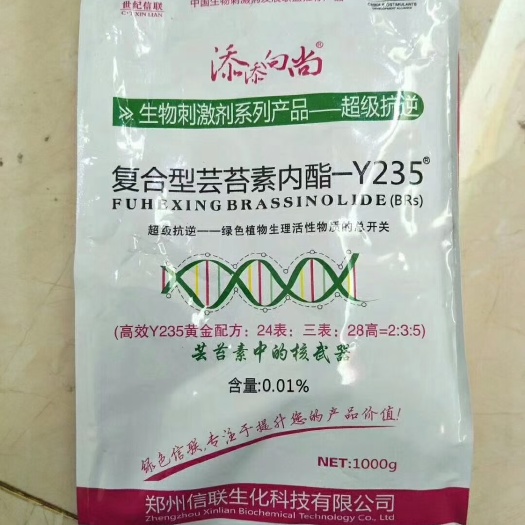 世纪信联
添添向尚®
》生物刺激剂系列产品——超级抗逆
复合型芸苔素内酯—Y235®
FUHEXINGBRASSINOLIDE(BRs)
超级抗逆——绿色植物生理活性物质的总开关
(高效Y235黄金配方：24表：三表：28高=2:3:5)
芸苔素中的核武器
含量:0.01%
绿色信联,专注于提升您的产品价值!
NET:1000g
郑州信联生化科技有限公司
Zhengzhou Xinlian Biochemical Technology Co.,Ltd